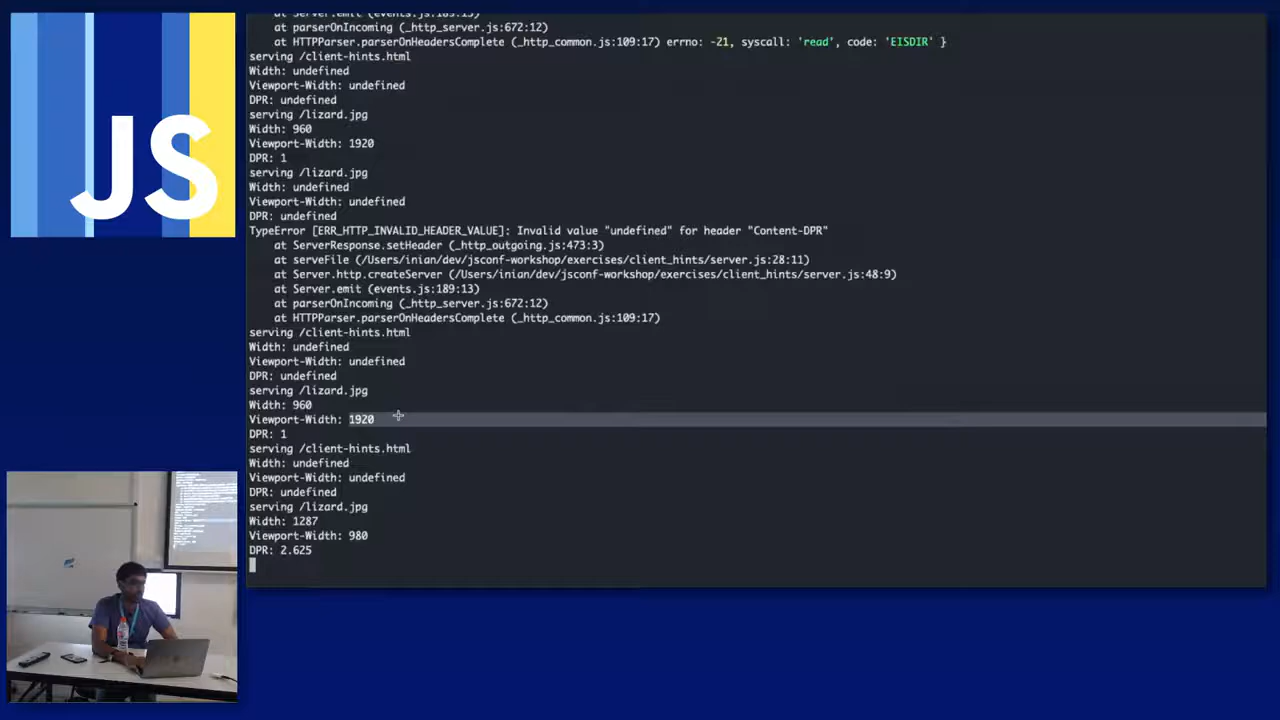 JS
at Server.emit (events.js:189:13)
at parserOnIncoming (_http_server.js:672:12)
at HTTPParser.parserOnHeadersComplete (_http_common.js:109:17) errno: -21, syscall: 'read', code: 'EISDIR' }
serving /client-hints.html
Width: undefined
Viewport-Width: undefined
DPR: undefined
serving /lizard.jpg
Width: 960
Viewport-Width: 1920
DPR: 1
serving /lizard.jpg
Width: undefined
Viewport-Width: undefined
DPR: undefined
TypeError [ERR_HTTP_INVALID_HEADER_VALUE]: Invalid value "undefined" for header "Content-DPR"
at ServerResponse.setHeader (_http_outgoing.js:473:3)
at serveFile (/Users/inian/dev/jsconf-workshop/exercises/client_hints/server.js:28:11)
at Server.http.createServer (/Users/inian/dev/jsconf-workshop/exercises/client_hints/server.js:48:9)
at Server.emit (events.js:189:13)
at parserOnIncoming (_http_server.js:672:12)
at HTTPParser.parserOnHeadersComplete (_http_common.js:109:17)
serving /client-hints.html
Width: undefined
Viewport-Width: undefined
DPR: undefined
serving /lizard.jpg
Width: 960
Viewport-Width: 1920
DPR: 1
serving /client-hints.html
Width: undefined
Viewport-Width: undefined
DPR: undefined
serving /lizard.jpg
Width: 1287
Viewport-Width: 980
DPR: 2.625